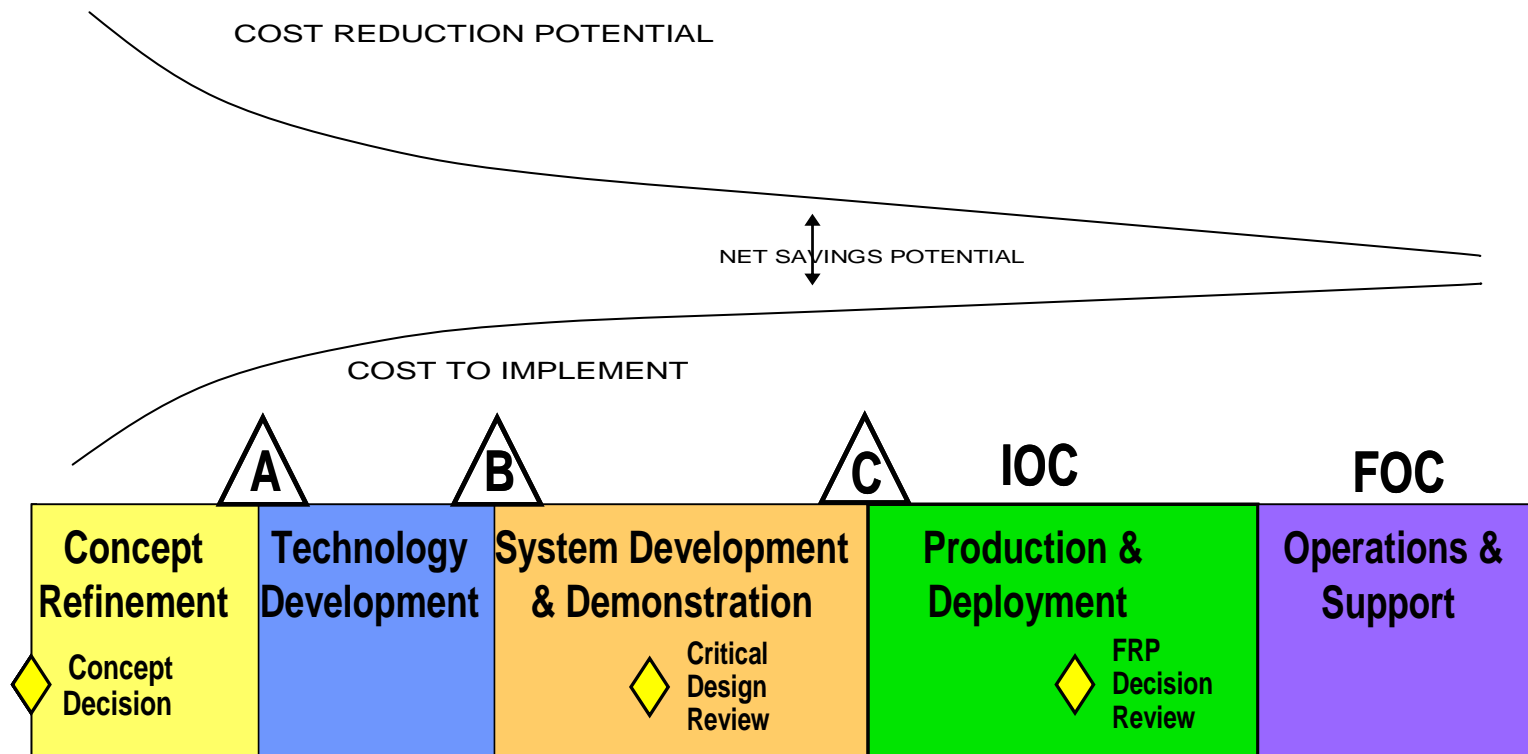 COST REDUCTION POTENTIAL
NET SAVINGS POTENTIAL
COST TO IMPLEMENT
A
B
C
IOC
FOC
Concept
Refinement
Technology
Development
System Development
& Demonstration
Production &
Deployment
Operations &
Support
Concept
Decision
Critical
Design
Review
FRP
Decision
Review